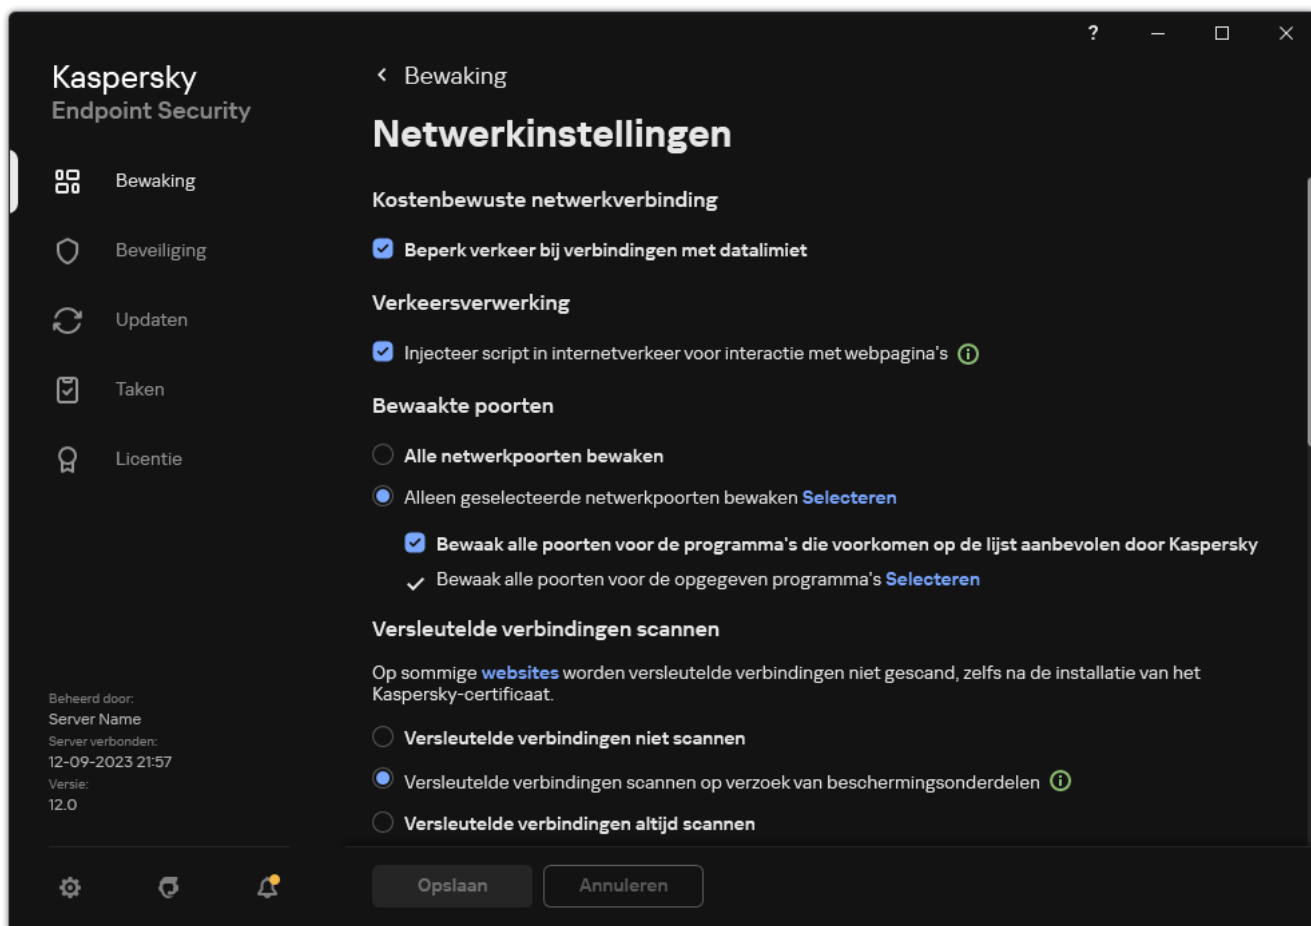 ?
Kaspersky
Endpoint Security
Bewaking
Beveiliging
Updaten
Taken
Licentie
Beheerd door:
Server Name
Server verbonden:
12-09-2023 21:57
Versie:
12.0
Bewaking
Netwerkinstellingen
Kostenbewuste netwerkverbinding
Beperk verkeer bij verbindingen met datalimiet
Verkeersverwerking
Injecteer script in internetverkeer voor interactie met webpagina's
Bewaakte poorten
Alle netwerkpoorten bewaken
Alleen geselecteerde netwerkpoorten bewaken Selecteren
Bewaak alle poorten voor de programma's die voorkomen op de lijst aanbevolen door Kaspersky
Bewaak alle poorten voor de opgegeven programma's Selecteren
Versleutelde verbindingen scannen
Op sommige websites worden versleutelde verbindingen niet gescand, zelfs na de installatie van het
Kaspersky-certificaat.
Versleutelde verbindingen niet scannen
Versleutelde verbindingen scannen op verzoek van beschermingsonderdelen
Versleutelde verbindingen altijd scannen
Opslaan
Annuleren